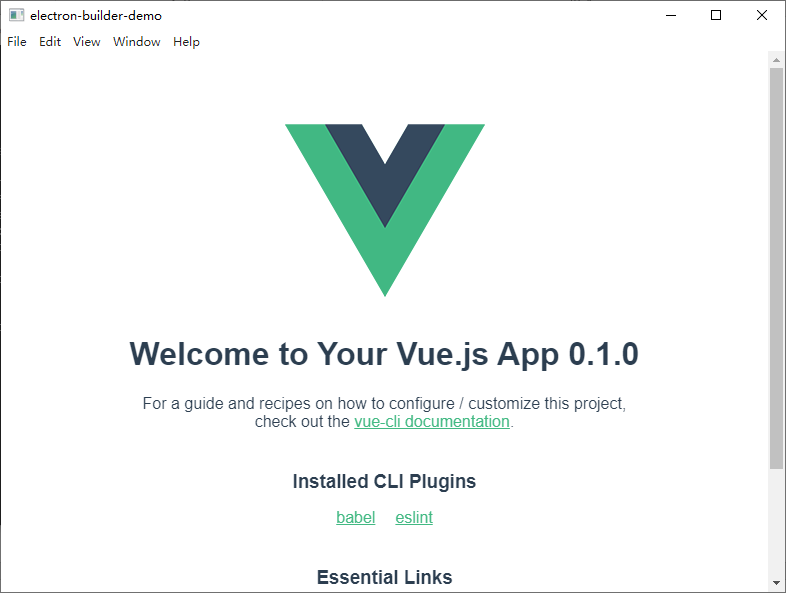 electron-builder-demo
File Edit View Window Help
Welcome to Your Vue.js App 0.1.0
For a guide and recipes on how to configure / customize this project,
check out the vue-cli documentation.
Installed CLI Plugins
babel eslint
Essential Links